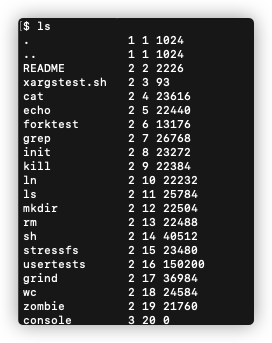 $ ls
. 1 1 1024
.. 1 1 1024
README 2 2 2226
xargstest.sh 2 3 93
cat 2 4 23616
echo 2 5 22440
forktest 2 6 13176
grep 2 7 26768
init 2 8 23272
kill 2 9 22384
ln 2 10 22232
ls 2 11 25784
mkdir 2 12 22504
rm 2 13 22488
sh 2 14 40512
stressfs 2 15 23480
usertests 2 16 150200
grind 2 17 36984
wc 2 18 24584
zombie 2 19 21760
console 3 20 0